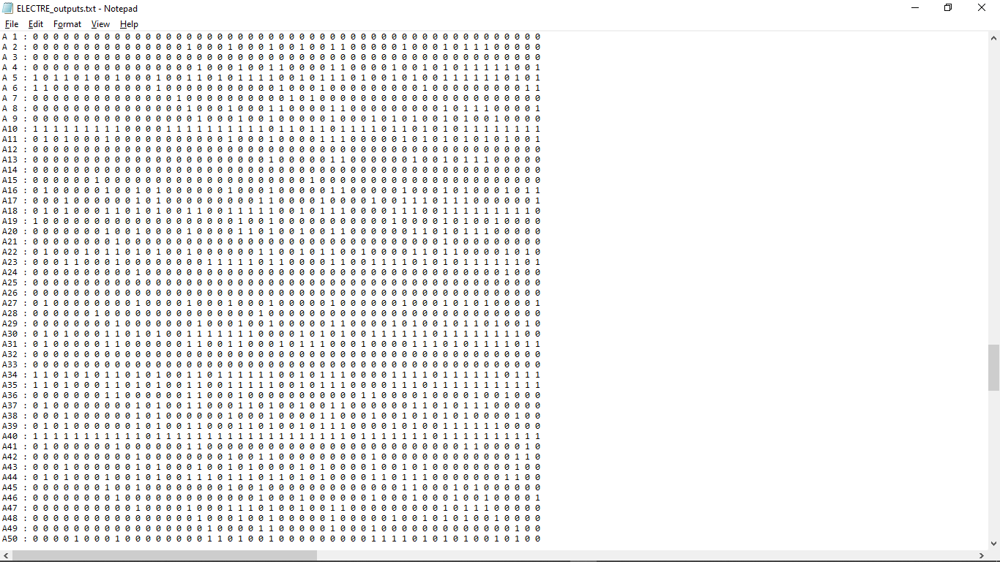 ELECTRE_outputs.txt - Notepad
File Edit Format View Help
A 1 : 0 0 0 0 0 0 0 0 0 0 0 0 0 0 0 0 0 0 0 0 0 0 0 0 0 0 0 0 0 0 0 0 0 0 0 0 0 0 0 0 0 0 0 0 0 0 0 0 0 0
A 2 : 0 0 0 0 0 0 0 0 0 0 0 0 0 0 0 1 0 0 0 1 0 0 0 1 0 0 1 0 0 1 1 0 0 0 0 0 1 0 0 0 1 0 1 1 1 0 0 0 0 0
A 3 : 0 0 0 0 0 0 0 0 0 0 0 0 0 0 0 0 0 0 0 0 0 0 0 0 0 0 0 0 0 0 0 0 0 0 0 0 0 0 0 0 0 0 0 0 0 0 0 0 0 0
A 4 : 0 0 0 0 0 0 0 0 0 0 0 0 0 0 0 0 1 0 0 0 1 0 0 1 1 0 0 0 0 1 1 0 0 0 0 1 0 0 1 0 1 0 1 1 1 1 1 0 0 1
A 5 : 1 0 1 1 0 1 0 0 1 0 0 0 1 0 0 1 1 0 1 0 1 1 1 1 0 0 1 0 1 1 1 0 0 0 0 1 1 0 1 0 0 1 1 1 1 1 1 1 0 1
A 6 : 1 1 0 0 0 0 0 0 0 0 0 0 1 0 0 0 0 0 0 0 0 0 0 0 1 0 0 0 1 0 0 0 0 0 0 0 0 0 1 0 0 0 0 0 0 0 0 0 1 1
A 7 : 0 0 0 0 0 0 0 0 0 0 0 0 0 0 1 0 0 0 0 0 0 0 0 0 0 1 0 1 0 0 0 0 0 0 0 0 0 0 0 0 0 0 0 0 0 0 0 0 0 0
A 8 : 0 0 0 0 0 0 0 0 0 0 0 0 0 0 0 1 0 0 0 1 0 0 0 1 1 0 0 0 0 1 1 0 0 0 0 0 0 0 0 0 1 0 1 1 1 0 0 0 0 1
A 9 : 0 0 0 0 0 0 0 0 0 0 0 0 0 0 0 0 1 0 0 0 1 0 0 1 0 0 1 0 0 1 0 0 0 1 0 1 0 1 0 0 1 0 1 1 0 1 0 0 0 0
A10 : 1 1 1 1 1 1 1 1 1 0 0 0 0 1 1 1 1 1 1 1 1 1 1 0 1 1 0 1 1 0 1 1 1 1 0 0 1 1 0 1 0 1 0 1 1 1 1 1 1 1
A11 : 0 1 0 1 0 0 0 1 0 0 0 0 0 0 0 1 0 0 0 1 0 0 0 1 0 0 1 0 0 1 1 1 0 0 0 0 1 0 1 0 1 0 1 0 1 0 1 0 0 1
A12 : 0 0 0 0 0 0 0 0 0 0 0 0 0 0 0 0 0 0 0 0 0 0 0 0 0 0 0 0 0 0 0 0 0 0 0 0 0 0 0 0 0 0 0 0 0 0 0 0 0 0
A13 : 0 0 0 0 0 0 0 0 0 0 0 0 0 0 0 0 0 0 0 0 0 0 0 1 0 0 0 0 0 1 1 0 0 0 0 0 0 1 0 0 1 0 1 1 1 0 0 0 0 0
A14 : 0 0 0 0 0 0 0 0 0 0 0 0 0 0 0 0 0 0 0 0 0 0 0 0 0 0 0 0 0 0 0 0 0 0 0 0 0 0 0 0 0 0 0 0 0 0 0 0 0 0
A15 : 0 0 0 0 0 0 1 0 0 0 0 0 0 0 0 0 0 0 0 0 0 0 0 0 0 0 0 1 0 0 0 0 0 0 0 0 0 0 0 0 0 0 0 0 0 0 0 0 0 0
A16 : 0 1 0 0 0 0 0 1 0 0 1 0 1 0 0 0 0 0 0 0 1 0 0 1 0 0 0 0 1 1 1 0 0 0 0 0 1 1 0 1 0 1 1 0 0 0 1 0 1 1
A17 : 0 0 0 1 0 0 0 0 0 0 1 0 1 0 0 0 0 0 0 0 0 0 1 1 0 0 0 0 1 1 0 0 0 1 0 0 1 1 1 0 1 1 1 0 0 0 0 0 0 1
A18 : 0 1 0 1 0 0 0 1 1 0 1 0 1 0 0 1 1 0 0 1 1 1 1 1 0 0 1 0 1 1 1 0 0 0 0 1 1 1 0 1 0 1 1 1 1 1 1 1 1 0
A19 : 1 0 0 0 0 0 0 0 0 0 0 0 0 0 0 0 1 0 0 0 1 0 0 1 0 0 0 0 0 1 0 0 0 0 0 1 0 0 0 1 0 1 0 0 1 0 1 0 0 0
A20 : 0 0 0 0 0 0 0 1 0 0 1 0 1 0 0 0 1 0 0 0 1 1 0 1 0 0 1 0 0 1 1 0 0 0 0 0 0 1 1 0 1 0 1 1 1 0 0 0 0 0
A21 : 0 0 0 0 0 0 0 0 1 0 0 0 0 0 0 0 0 0 0 0 0 0 0 0 0 0 0 0 0 0 0 0 0 0 0 0 0 0 0 0 1 0 0 0 0 0 0 0 0 0
A22 : 0 1 0 0 0 1 0 1 1 0 1 0 1 0 0 0 1 0 0 1 0 0 0 1 1 0 0 1 0 1 1 0 1 1 1 1 0 1 0 1 0 1 1 0 0 0 0 1 0 1 0
A23 : 0 0 0 1 1 0 0 0 1 0 0 0 0 0 0 0 0 1 1 1 1 1 0 1 1 0 0 0 0 1 1 0 0 1 1 1 1 0 1 0 1 1 0 0 1 1 1 1 0 1
A24 : 0 0 0 0 0 0 0 0 0 0 1 0 0 0 0 0 0 0 0 0 0 0 0 0 0 0 0 0 0 0 0 0 0 0 0 0 0 0 0 0 0 0 0 0 0 0 1 0 0 0
A25 : 0 0 0 0 0 0 0 0 0 0 0 0 0 0 0 0 0 0 0 0 0 0 0 0 0 0 0 0 0 0 0 0 0 0 0 0 0 0 0 0 0 0 0 0 0 0 0 0 0 0
A26 : 0 0 0 0 0 0 0 0 0 0 0 0 0 0 0 0 0 0 0 0 0 0 0 0 0 0 0 0 0 0 0 0 0 0 0 0 0 0 0 0 0 0 0 0 0 0 0 0 0 0
A27 : 0 1 0 0 0 0 0 0 0 0 1 0 0 0 0 1 0 0 0 1 0 0 0 1 0 0 0 0 0 1 0 0 0 0 0 0 1 0 0 0 1 0 1 0 1 0 0 0 0 1
A28 : 0 0 0 0 0 0 1 0 0 0 0 0 0 0 0 0 0 0 0 0 0 0 1 0 0 0 0 0 0 0 0 0 0 0 0 0 0 0 0 0 0 0 0 0 0 0 0 0 0 0
A29 : 0 0 0 0 0 0 0 0 1 0 0 0 0 0 0 0 1 0 0 0 1 0 0 1 0 0 0 0 0 1 1 0 0 0 0 1 0 1 0 0 1 0 1 1 0 1 0 0 1 0
A30 : 0 1 0 1 0 0 0 1 1 0 1 0 1 0 0 1 1 1 0 1 1 1 0 0 0 1 0 1 1 0 0 0 1 1 1 1 1 1 1 0 1 0 1 1 1 1 1 1 0 0
A31 : 0 1 0 1 0 0 0 1 1 0 0 0 0 0 0 1 1 0 0 1 1 0 0 0 1 0 1 1 1 0 0 0 1 0 0 0 1 1 1 0 1 0 1 1 1 1 1 0 1 1
A32 : 0 0 0 0 0 0 0 0 0 0 0 0 0 0 0 0 0 0 0 0 0 0 0 0 0 0 0 0 0 0 0 0 0 0 0 0 0 0 0 0 0 0 0 0 0 0 0 0 0 0
A33 : 0 0 0 0 0 0 0 0 0 0 0 0 0 0 0 0 0 0 0 0 0 0 0 0 0 0 0 0 0 0 0 0 0 0 0 0 0 0 0 0 0 0 0 0 0 0 0 0 0 0
A34 : 1 1 0 1 0 1 0 1 1 0 1 0 1 0 0 1 1 0 0 1 1 1 1 1 0 0 1 0 1 1 1 0 0 0 0 1 1 1 0 1 0 1 1 1 1 1 0 1 1 1
A35 : 1 1 0 1 0 0 0 1 1 0 1 0 1 0 0 1 1 0 0 1 1 1 1 1 0 0 1 0 1 1 0 0 0 0 0 1 1 1 0 1 1 1 1 1 1 1 1 1 1 1
A36 : 0 0 0 0 0 0 0 1 1 0 1 0 1 0 0 0 1 0 0 0 1 0 0 1 0 0 0 0 0 0 0 0 1 1 0 0 0 0 1 0 1 0 1 0 0 0 1 0 0 0
A37 : 0 1 0 0 0 0 0 0 0 0 1 0 1 0 0 1 1 0 0 0 1 1 0 1 0 0 1 0 0 1 1 0 0 0 0 0 0 1 1 0 1 0 1 1 1 1 0 0 0 0
A38 : 0 0 0 0 0 0 0 0 0 0 1 0 1 0 0 0 1 0 0 0 1 0 0 1 0 0 1 0 0 1 0 0 0 0 0 1 0 1 0 0 1 0 1 1 1 1 0 1 0 0 0
A39 : 0 1 0 1 0 0 0 0 0 0 1 0 1 0 0 1 1 0 0 0 1 1 0 1 0 0 1 0 1 1 1 0 0 0 0 1 0 1 0 0 1 0 1 1 1 1 1 0 0 0
A40 : 1 1 1 1 1 1 1 1 1 0 0 0 1 1 1 1 1 1 1 1 1 1 1 1 1 1 1 1 1 1 0 1 1 1 1 1 1 1 0 1 1 1 1 1 1 1 1 1 1 1
A41 : 0 1 0 0 0 0 0 0 1 0 0 0 0 0 0 1 1 0 0 0 0 0 0 1 0 0 1 0 0 0 0 0 0 0 0 0 0 0 0 0 0 0 1 1 0 0 0 0 1 0
A42 : 0 0 0 0 0 0 0 0 0 0 1 0 0 0 0 0 1 0 0 1 0 0 1 1 0 0 0 0 0 0 0 0 0 1 0 0 0 0 1 0 0 0 0 0 0 0 0 1 1 0
A43 : 0 0 0 1 0 0 0 0 0 0 1 0 1 0 0 0 1 0 0 1 0 1 0 0 0 0 1 0 1 0 0 0 0 1 0 0 1 0 1 0 0 0 0 0 0 0 1 1 0 0
A44 : 0 1 0 1 0 0 0 1 0 0 1 0 1 0 0 1 1 1 0 1 0 1 1 0 1 0 0 0 1 0 0 0 0 1 1 0 1 1 0 0 0 0 0 0 0 0 1 1 0 0
A45 : 0 0 0 0 0 0 0 1 0 0 1 0 0 0 0 1 0 0 0 1 0 0 1 0 0 0 0 0 0 0 0 0 0 0 0 0 1 1 0 0 0 1 0 1 0 0 0 0 0 0
A46 : 0 0 0 0 0 0 0 0 1 0 0 0 0 0 0 0 1 0 0 0 1 0 0 0 0 0 1 0 0 0 0 0 0 0 0 0 0 1 0 0 1 0 0 1 0 0 0 0 0 1
A47 : 0 0 0 0 0 0 0 0 0 0 0 0 0 0 0 1 0 0 0 1 1 1 0 1 0 0 1 0 0 1 1 0 0 0 0 0 1 0 0 0 1 0 1 1 1 0 0 0 0 0
A48 : 0 0 0 0 0 0 0 0 0 0 0 0 0 0 0 0 1 0 0 0 1 0 0 1 0 0 0 0 0 1 0 0 0 0 0 1 0 0 0 1 0 1 0 0 1 0 1 0 0 0
A49 : 0 0 0 0 0 0 0 0 0 0 0 0 0 0 0 0 0 1 0 0 0 0 1 1 0 0 0 0 0 1 0 0 0 1 0 0 0 0 0 0 0 0 0 0 0 0 0 1 0 0
A50 : 0 0 0 0 1 0 0 0 1 0 0 0 0 0 0 0 0 1 1 0 1 0 0 1 0 0 0 0 0 0 0 0 0 1 1 1 1 0 1 0 1 0 1 0 0 1 0 1 0 0